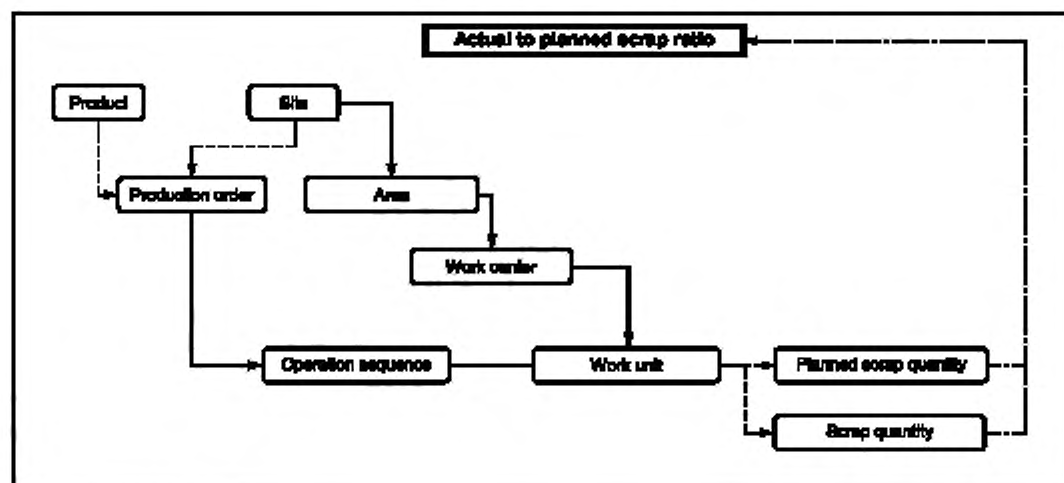 Actual to planned scrap ratio
Product
Site
Production order
Area
Work center
Operation sequence
Work unit
Planned scrap quantity
Scrap quantity